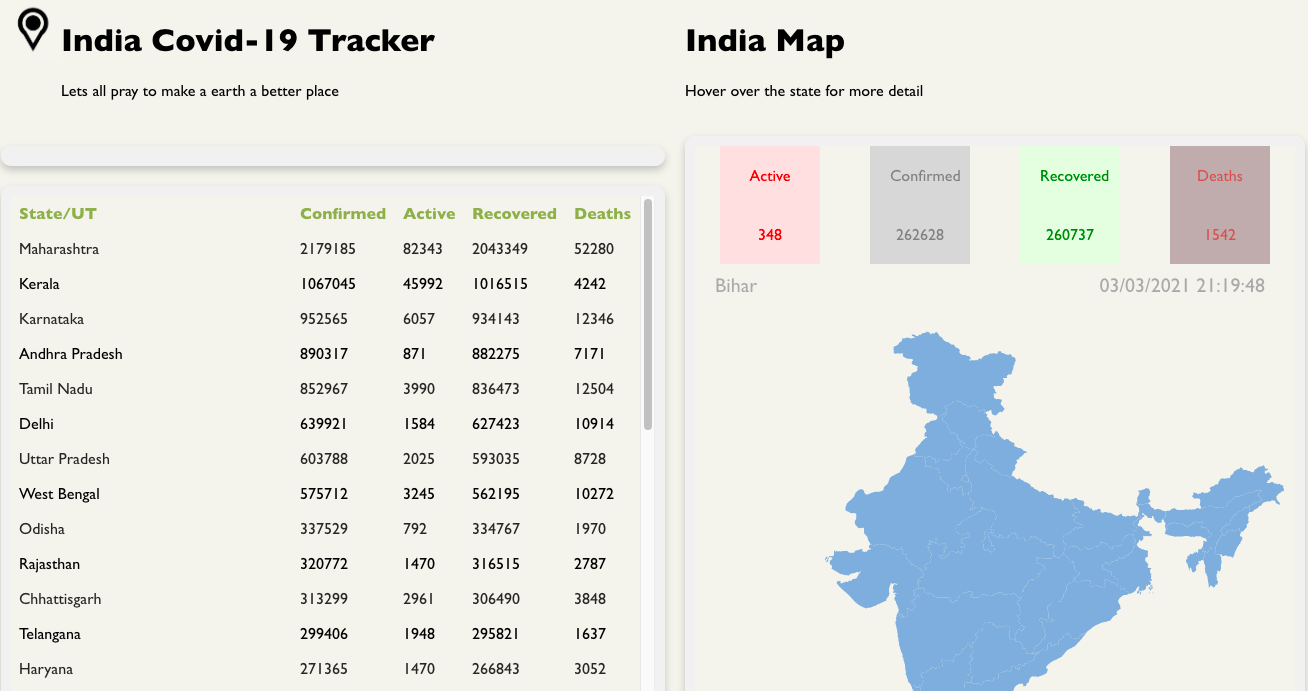 India Covid-19 Tracker
Lets all pray to make a earth a better place
State/UT Confirmed Active Recovered Deaths
Maharashtra 2179185 82343 2043349 52280
Kerala 1067045 45992 1016515 4242
Karnataka 952565 6057 934143 12346
Andhra Pradesh 890317 871 882275 7171
Tamil Nadu 852967 3990 836473 12504
Delhi 639921 1584 627423 10914
Uttar Pradesh 603788 2025 593035 8728
West Bengal 575712 3245 562195 10272
Odisha 337529 792 334767 1970
Rajasthan 320772 1470 316515 2787
Chhattisgarh 313299 2961 306490 3848
Telangana 299406 1948 295821 1637
Haryana 271365 1470 266843 3052
India Map
Hover over the state for more detail
Active Confirmed Recovered Deaths
348 262628 260737 1542
Bihar 03/03/2021 21:19:48